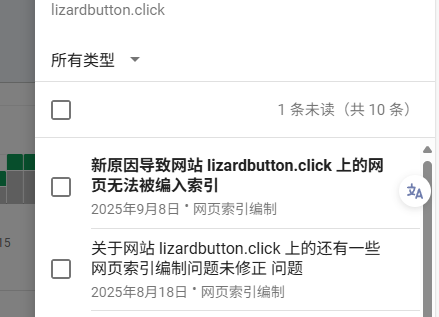 lizardbutton.click
所有类型
1 条未读（共 10 条）
新原因导致网站 lizardbutton.click 上的网
页无法被编入索引
2025年9月8日 • 网页索引编制
关于网站 lizardbutton.click 上的还有一些
网页索引编制问题未修正 问题
2025年8月18日 • 网页索引编制
15